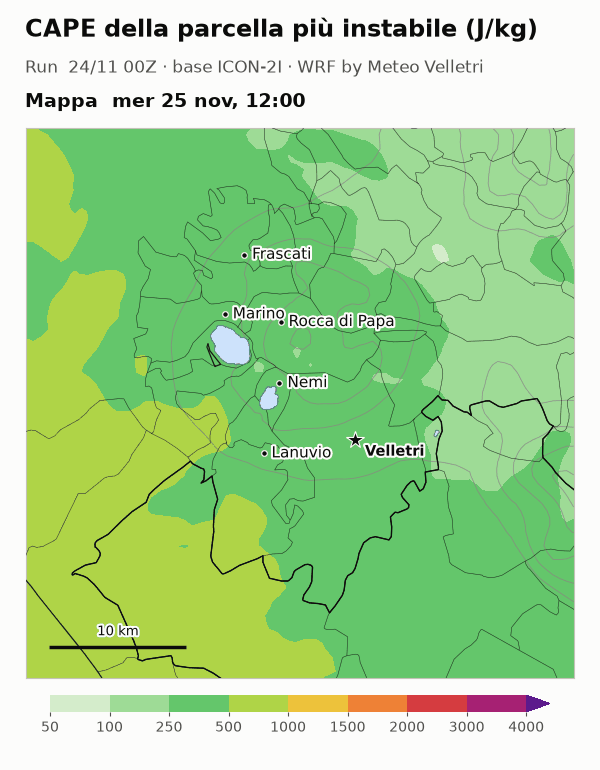 CAPE della parcella più instabile (J/kg)
Run  24/11 00Z · base ICON-2I · WRF by Meteo Velletri
Mappa  mer 25 nov, 12:00
Frascati
Marino
Rocca di Papa
Nemi
Velletri
Lanuvio
10 km
50 100 250 500 1000 1500 2000 3000 4000